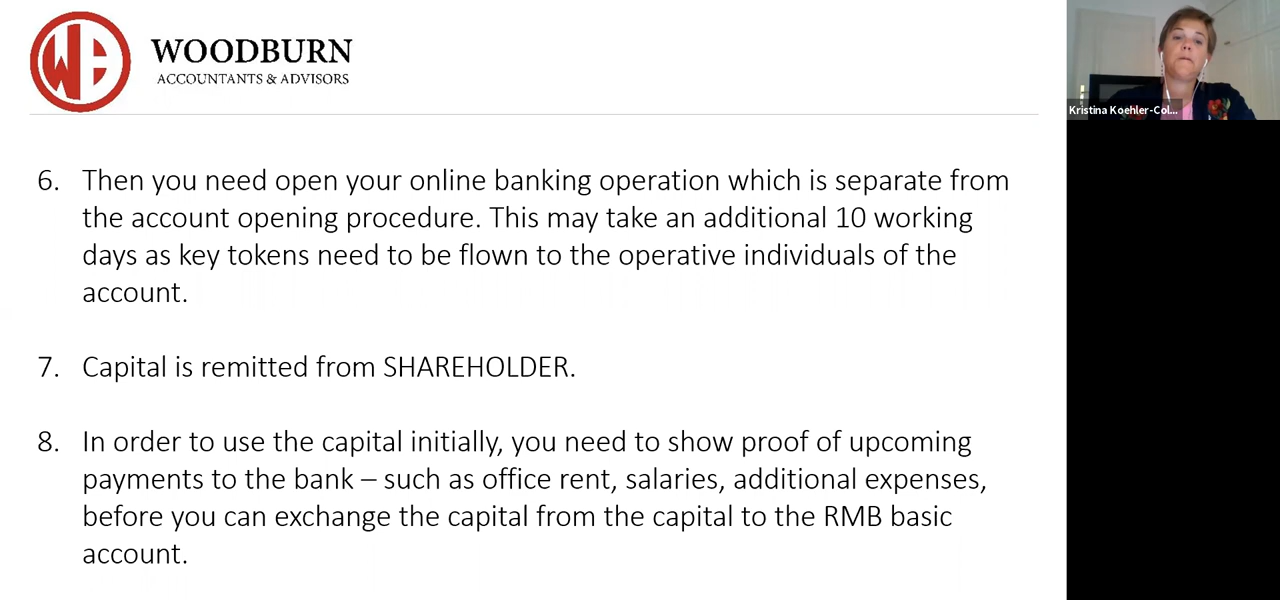 WOODBURN
ACCOUNTANTS & ADVISORS
Kristina Koehler-Col...
6. Then you need open your online banking operation which is separate from
the account opening procedure. This may take an additional 10 working
days as key tokens need to be flown to the operative individuals of the
account.
7. Capital is remitted from SHAREHOLDER.
8. In order to use the capital initially, you need to show proof of upcoming
payments to the bank – such as office rent, salaries, additional expenses,
before you can exchange the capital from the capital to the RMB basic
account.